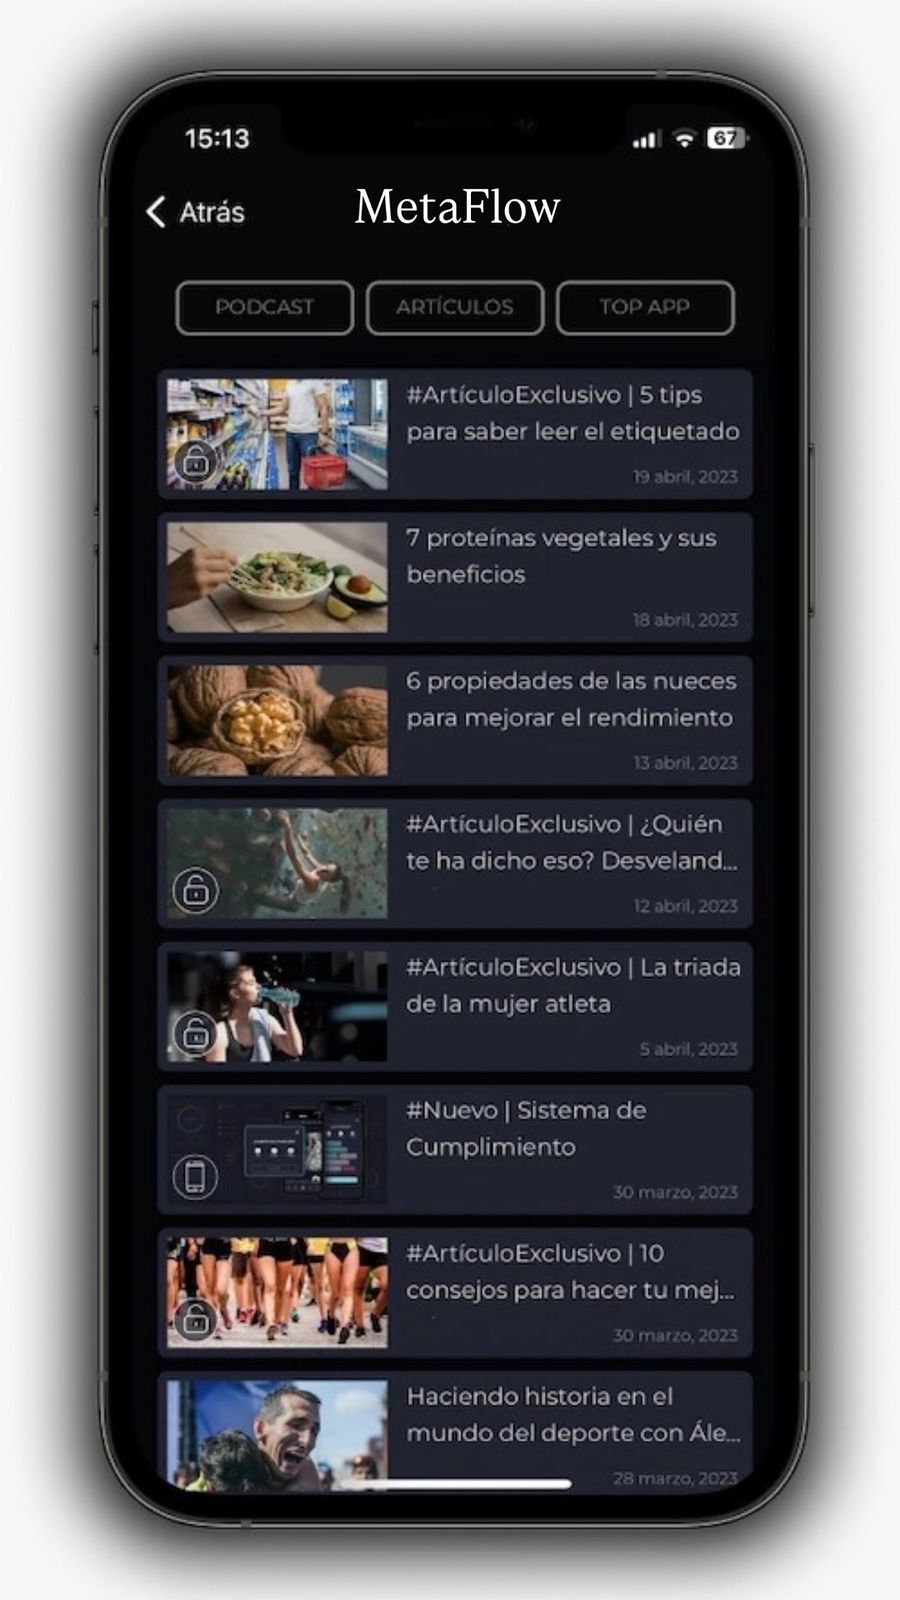 15:13
67
Atrás
MetaFlow
PODCAST
ARTÍCULOS
TOP APP
#ArtículoExclusivo | 5 tips
para saber leer el etiquetado
19 abril, 2023
7 proteínas vegetales y sus
beneficios
18 abril, 2023
6 propiedades de las nueces
para mejorar el rendimiento
13 abril, 2023
#ArtículoExclusivo | ¿Quién
te ha dicho eso? Desveland...
12 abril, 2023
#ArtículoExclusivo | La triada
de la mujer atleta
5 abril, 2023
#Nuevo | Sistema de
Cumplimiento
30 marzo, 2023
#ArtículoExclusivo | 10
consejos para hacer tu mej...
30 marzo, 2023
Haciendo historia en el
mundo del deporte con Ále...
28 marzo, 2023